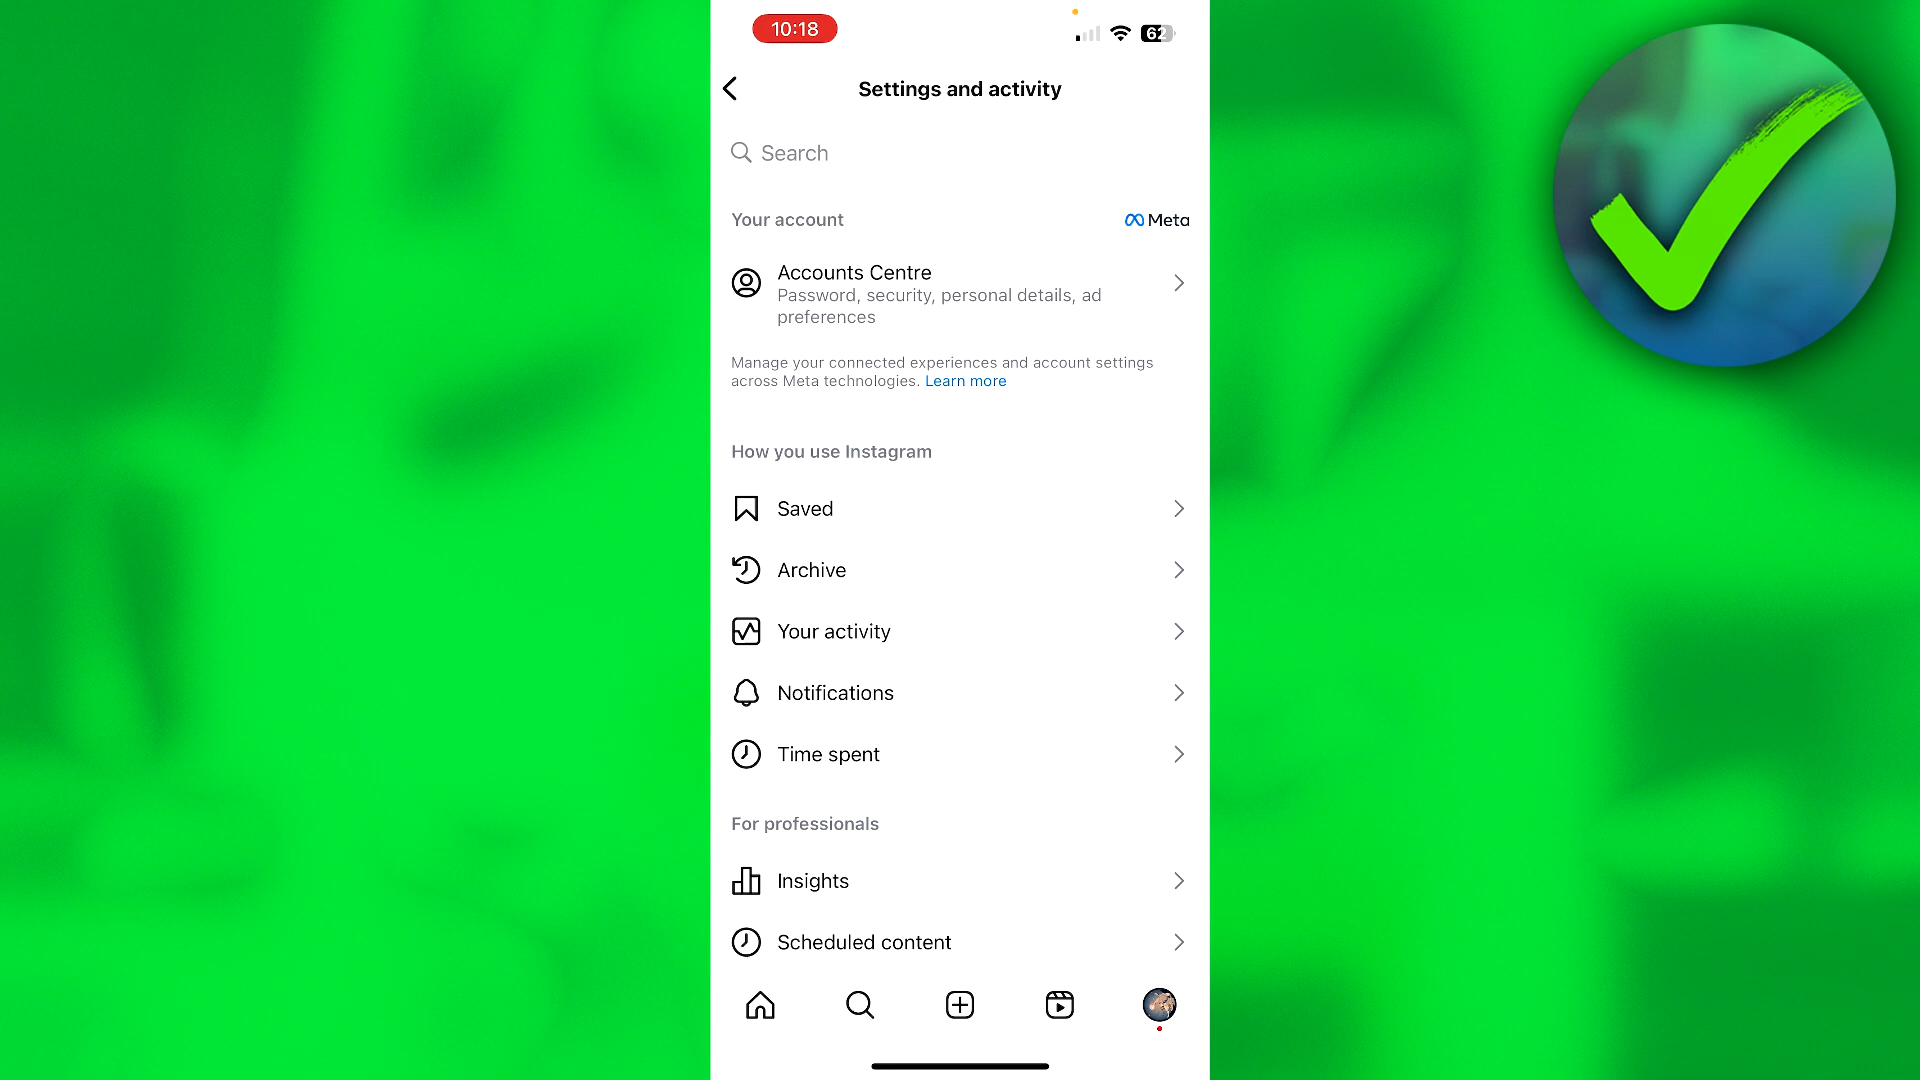 10:18
62
Settings and activity
Search
Your account
Meta
Accounts Centre
Password, security, personal details, ad
preferences
Manage your connected experiences and account settings
across Meta technologies. Learn more
How you use Instagram
Saved
Archive
Your activity
Notifications
Time spent
For professionals
Insights
Scheduled content